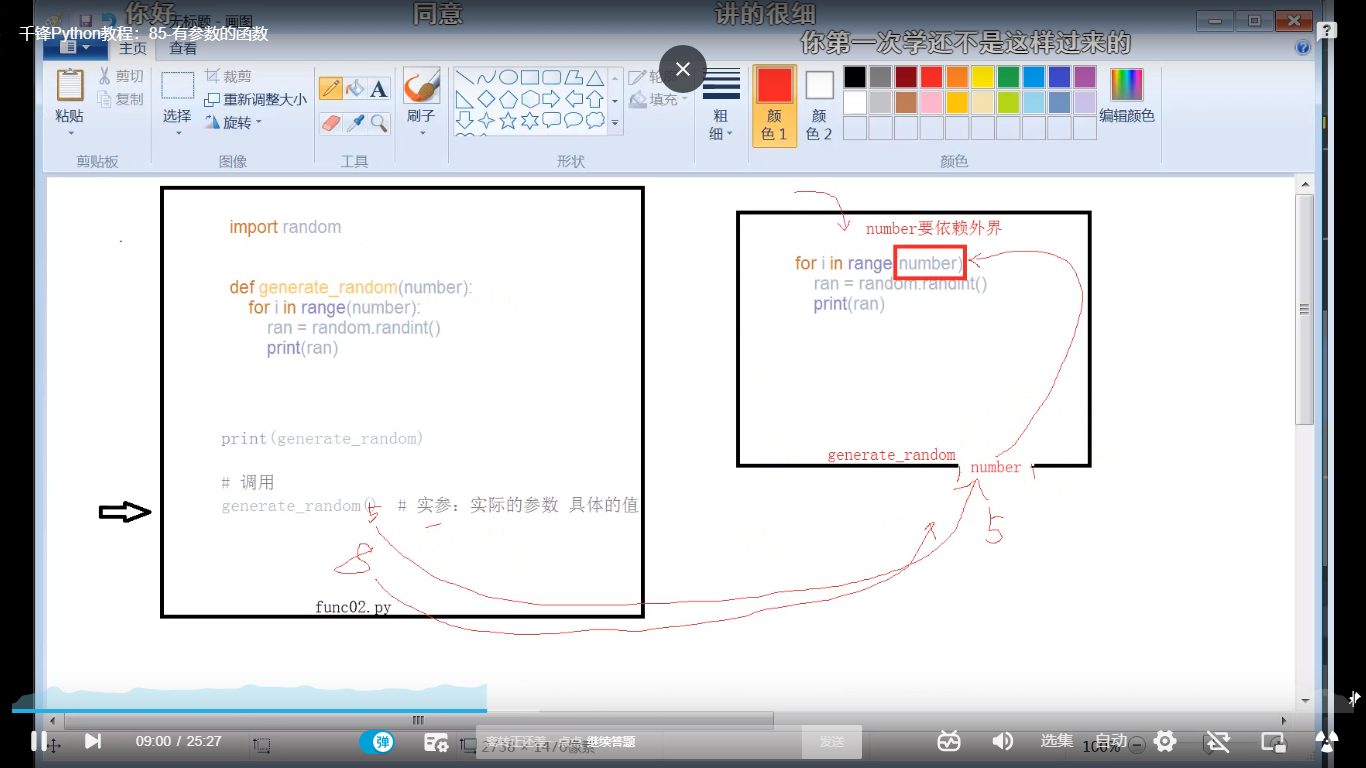 你好
同意
讲的很细
无标题 - 画图
千锋Python教程：85-有参数的函数
你第一次学还不是这样过来的
主页
查看
粘贴
剪切
复制
剪贴板
选择
裁剪
重新调整大小
旋转
图像
工具
刷子
填充
形状
粗细
颜色 1
颜色 2
编辑颜色
颜色
import random
def generate_random(number):
for i in range(number):
ran = random.randint()
print(ran)
print(generate_random)
# 调用
generate_random() # 实参：实际的参数 具体的值
5
8
func02.py
number要依赖外界
for i in range(number)
ran = random.randint()
print(ran)
generate_random
number
5
09:00 / 25:27
弹
继续答题
发送
选集
自动
100%